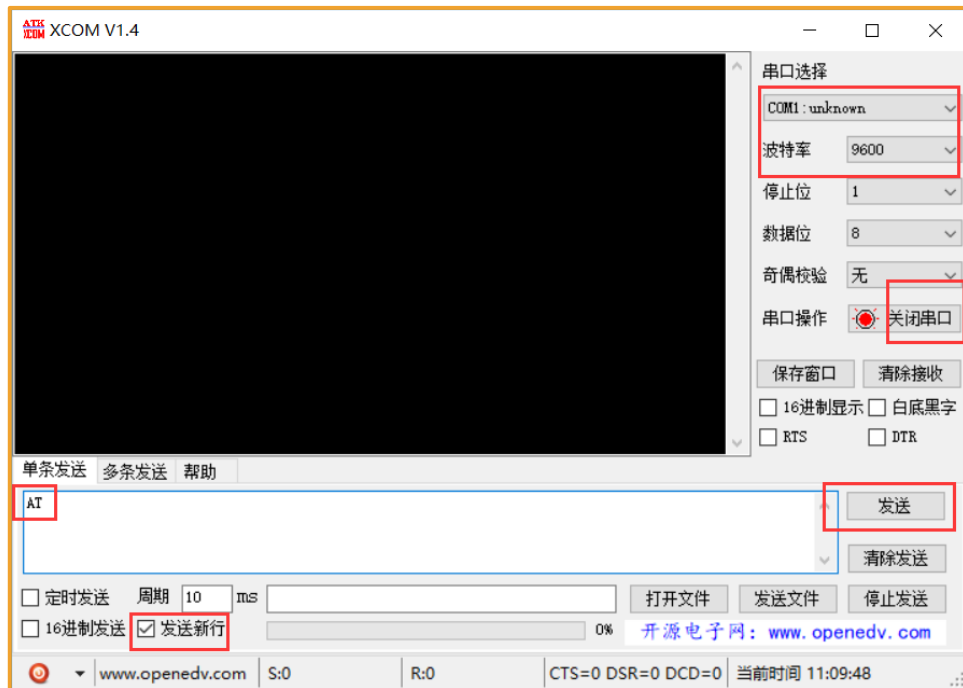 ATK XCOM XCOM V1.4
串口选择
COM1:unknown
波特率 9600
停止位 1
数据位 8
奇偶校验 无
串口操作 关闭串口
保存窗口 清除接收
16进制显示 白底黑字
RTS DTR
单条发送 多条发送 帮助
AT
发送
清除发送
定时发送 周期 10 ms 打开文件 发送文件 停止发送
16进制发送 发送新行 0% 开源电子网：www.openedv.com
www.openedv.com S:0 R:0 CTS=0 DSR=0 DCD=0 当前时间 11:09:48